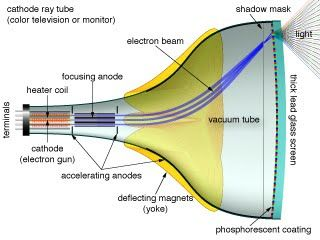 cathode ray tube
(color television or monitor)
shadow mask
electron beam
light
focusing anode
heater coil
terminals
vacuum tube
thick lead glass screen
cathode
(electron gun)
accelerating anodes
deflecting magnets
(yoke)
phosphorescent coating